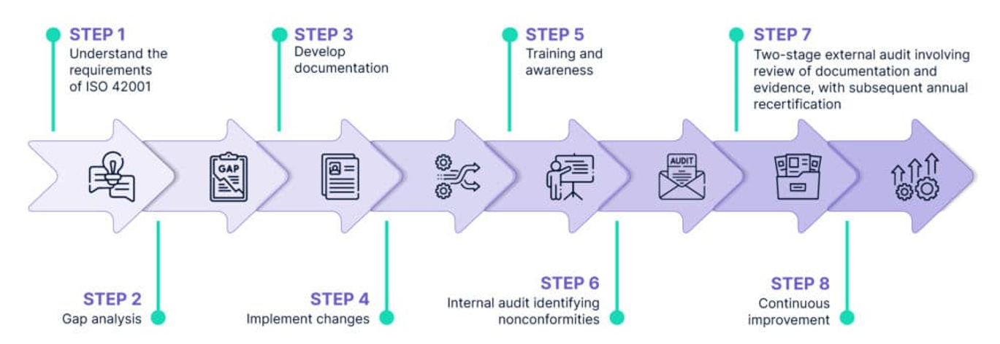 STEP 1
Understand the
requirements
of ISO 42001
STEP 3
Develop
documentation
STEP 5
Training and
awareness
STEP 7
Two-stage external audit involving
review of documentation and
evidence, with subsequent annual
recertification
GAP
AUDIT
STEP 2
Gap analysis
STEP 4
Implement changes
STEP 6
Internal audit identifying
nonconformities
STEP 8
Continuous
improvement